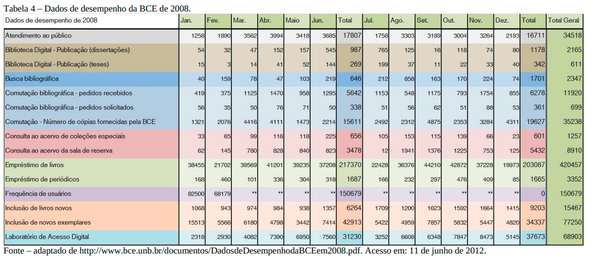 Tabela 4 – Dados de desempenho da BCE de 2008.
Dados de desempenho de 2008 Jan. Fev. Mar. Abr. Maio Jun. Total Jul. Ago. Set. Out. Nov. Dez. Total Total Geral
Atendimento ao público 1258 1890 3562 3994 3418 3685 17807 1758 3303 3189 3004 3264 2193 16711 34518
Biblioteca Digital - Publicação (dissertações) 54 32 47 152 157 545 987 765 125 16 118 74 80 1178 2165
Biblioteca Digital - Publicação (teses) 15 3 14 41 52 144 269 199 37 11 22 33 40 342 611
Busca bibliográfica 40 159 78 47 103 219 646 212 858 163 170 224 74 1701 2347
Comutação bibliográfica - pedidos recebidos 419 375 1125 1470 958 1295 5642 1153 548 1175 793 1754 855 6278 11920
Comutação bibliográfica - pedidos solicitados 56 35 50 76 71 50 338 51 56 62 51 88 53 361 699
Comutação - Número de cópias fornecidas pela BCE 1321 2076 4416 4111 1473 2214 15611 2492 2312 4875 2353 3284 4311 19627 35238
Consulta ao acervo de coleções especiais 33 65 99 116 118 225 656 105 153 115 139 66 23 601 1257
Consulta ao acervo da sala de reserva 62 145 780 828 840 823 3478 12 1941 1376 1225 753 125 5432 8910
Empréstimo de livros 38455 21702 39569 41201 39235 37208 217370 22428 36376 44210 42872 37228 19973 203087 420457
Empréstimo de periódicos 168 460 101 336 304 318 1687 166 232 297 476 409 85 1665 3352
Frequência de usuários 82500 68179 ** ** ** ** 150679 ** ** ** ** ** ** 0 150679
Inclusão de livros novos 1068 943 974 984 938 1357 6264 1709 1200 1623 1592 1664 1415 9203 15467
Inclusão de novos exemplares 15513 5566 6180 4798 3442 7414 42913 5422 4959 7857 5832 5447 4820 34337 77250
Laboratório de Acesso Digital 2318 2930 4082 7390 6950 7560 31230 3252 6608 6348 7847 8473 5145 37673 68903
Fonte – adaptado de http://www.bce.unb.br/documentos/DadosdeDesempenhodaBCEem2008.pdf. Acesso em: 11 de junho de 2012.